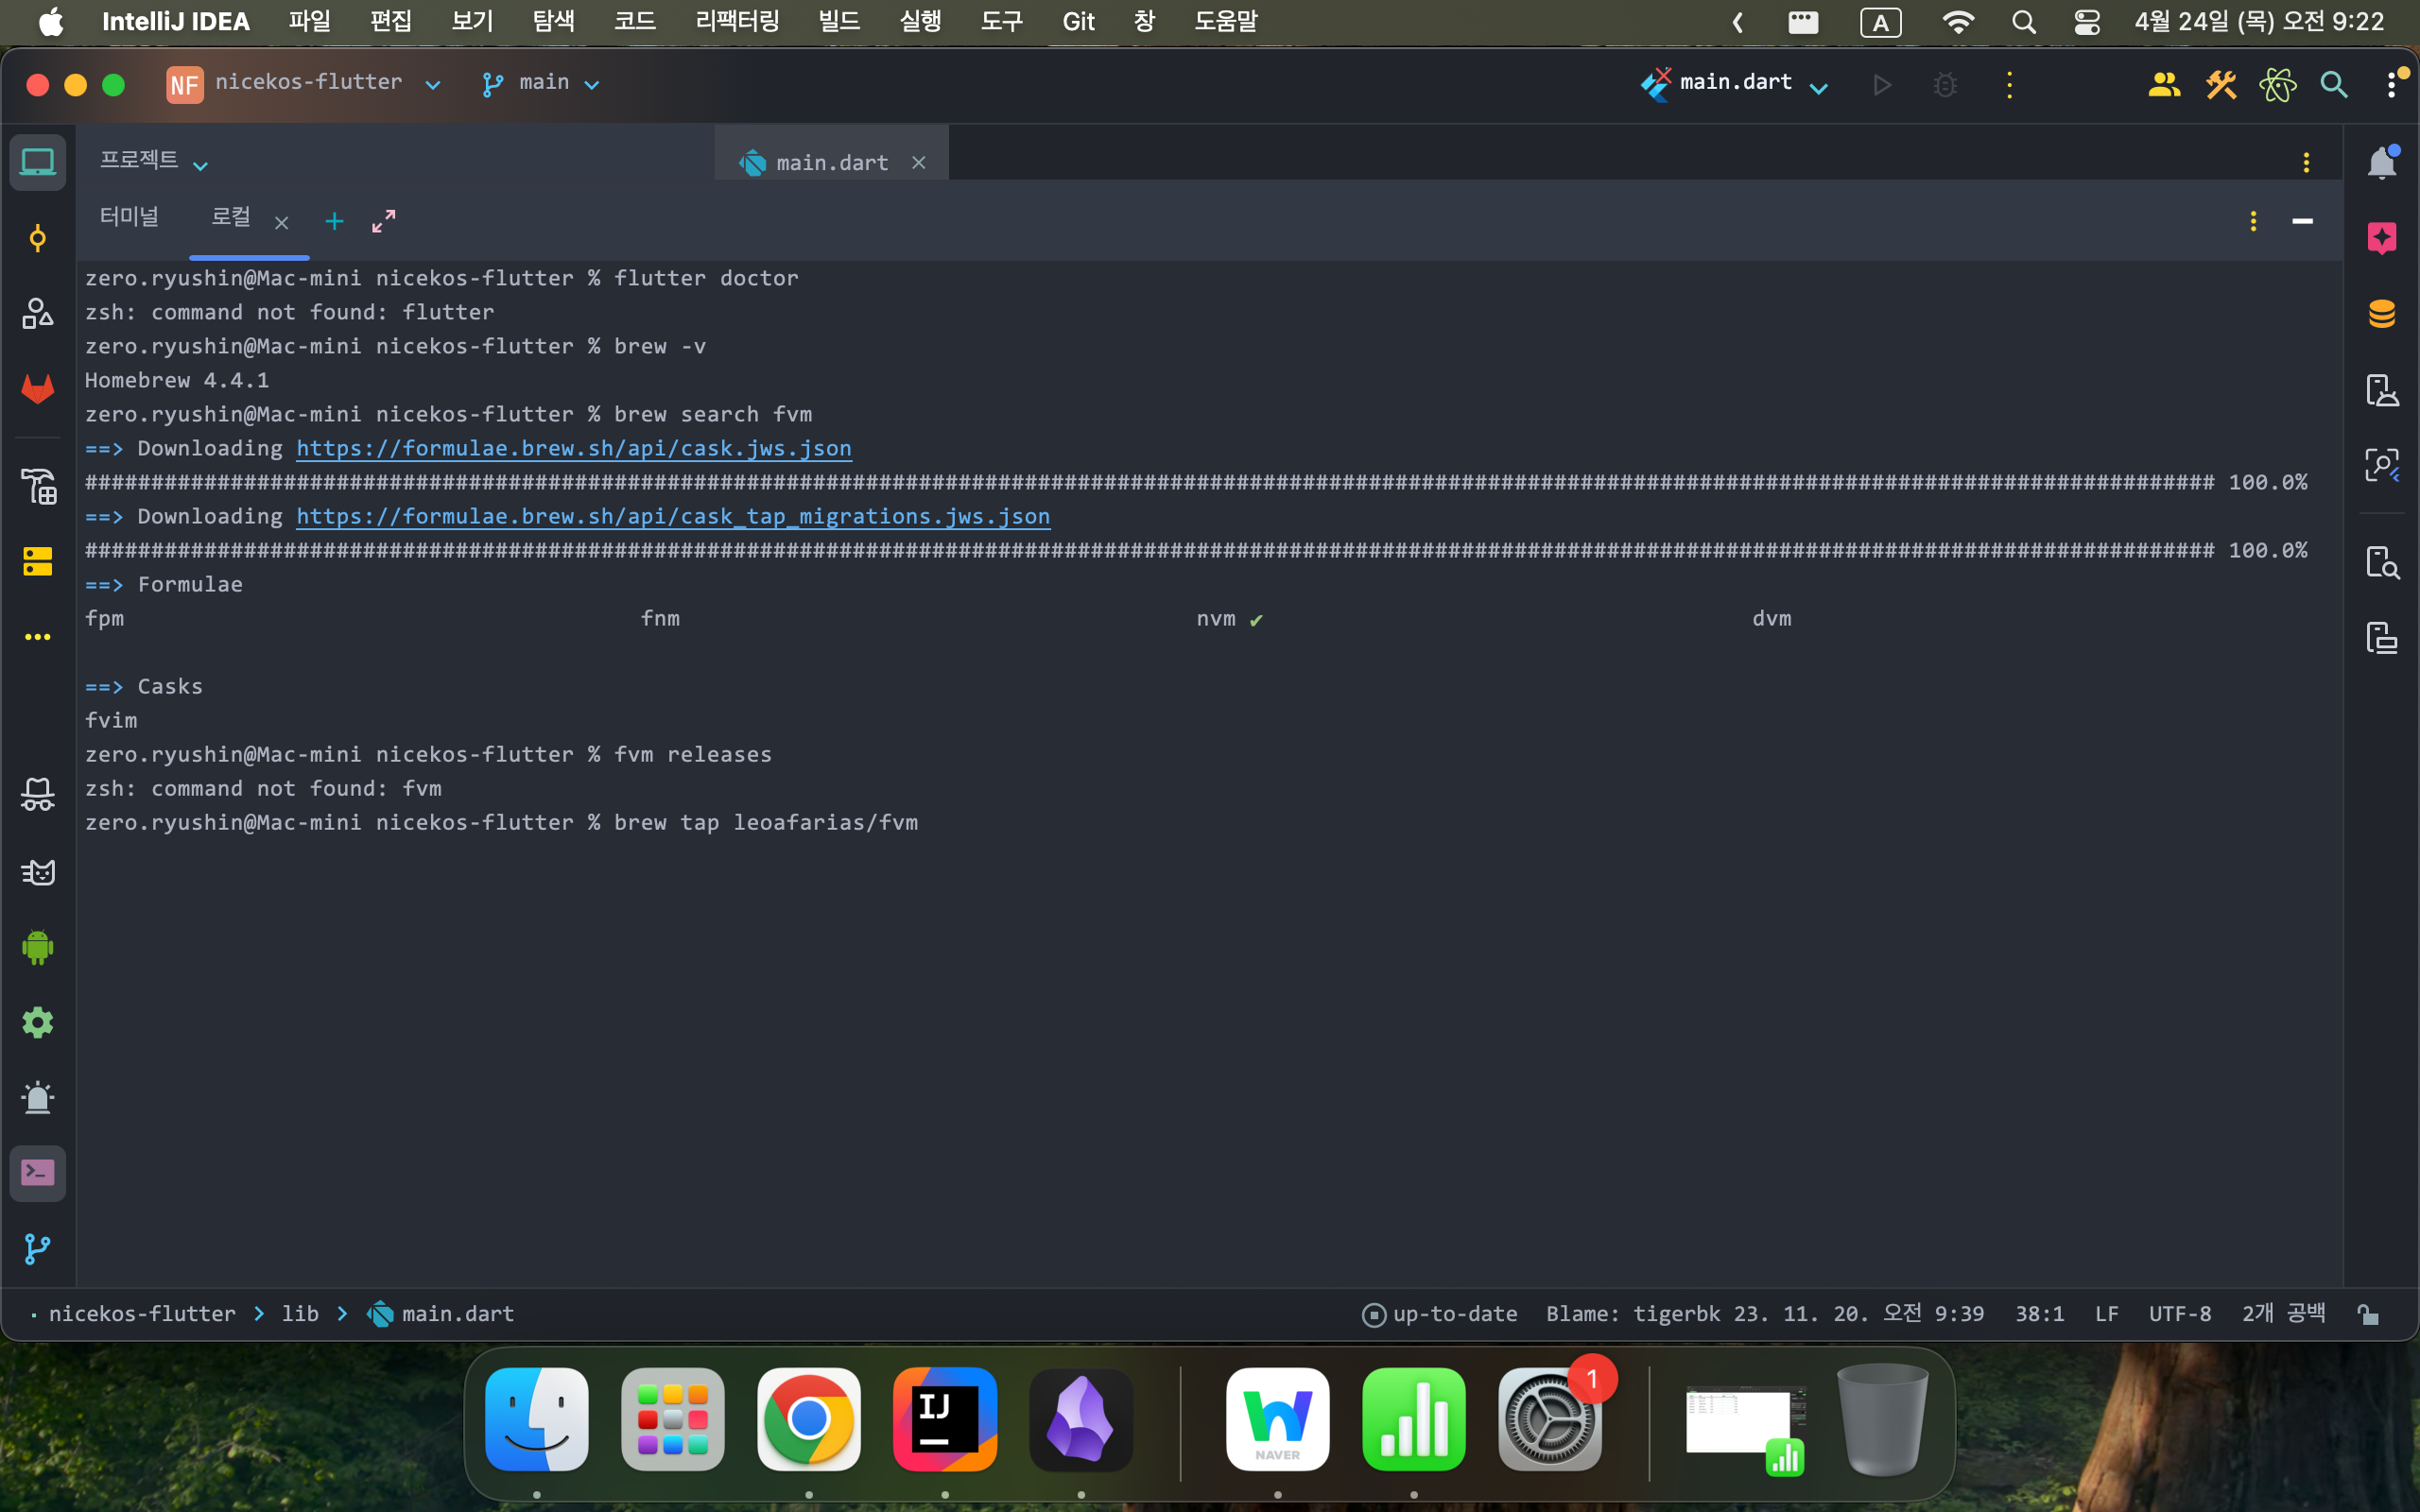 IntelliJ IDEA 파일 편집 보기 탐색 코드 리팩터링 빌드 실행 도구 Git 창 도움말 A 4월 24일 (목) 오전 9:22
NF nicekos-flutter main main.dart
프로젝트 main.dart
터미널 로컬
zero.ryushin@Mac-mini nicekos-flutter % flutter doctor
zsh: command not found: flutter
zero.ryushin@Mac-mini nicekos-flutter % brew -v
Homebrew 4.4.1
zero.ryushin@Mac-mini nicekos-flutter % brew search fvm
==> Downloading https://formulae.brew.sh/api/cask.jws.json
################################################################################################################################################################# 100.0%
==> Downloading https://formulae.brew.sh/api/cask_tap_migrations.jws.json
################################################################################################################################################################# 100.0%
==> Formulae
fpm fnm nvm ✔ dvm
==> Casks
fvim
zero.ryushin@Mac-mini nicekos-flutter % fvm releases
zsh: command not found: fvm
zero.ryushin@Mac-mini nicekos-flutter % brew tap leoafarias/fvm
nicekos-flutter > lib > main.dart up-to-date Blame: tigerbk 23. 11. 20. 오전 9:39 38:1 LF UTF-8 2개 공백
IJ
NAVER
1